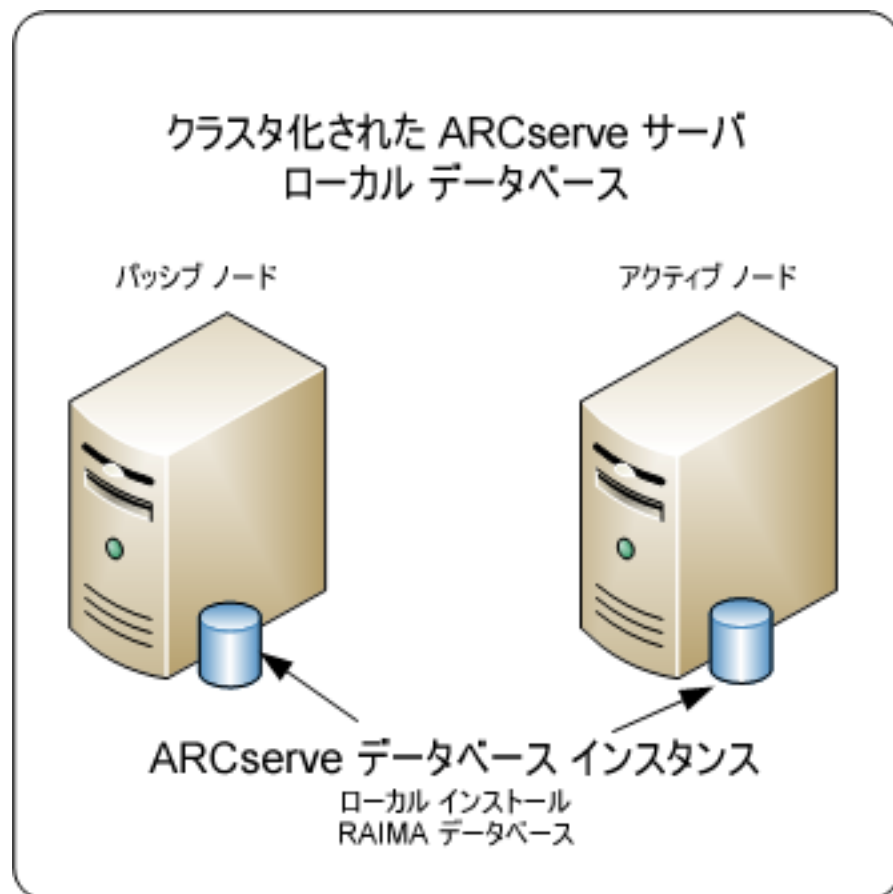 クラスタ化された ARCserve サーバ
ローカル データベース
パッシブ ノード
アクティブ ノード
ARCserve データベース インスタンス
ローカル インストール
RAIMA データベース